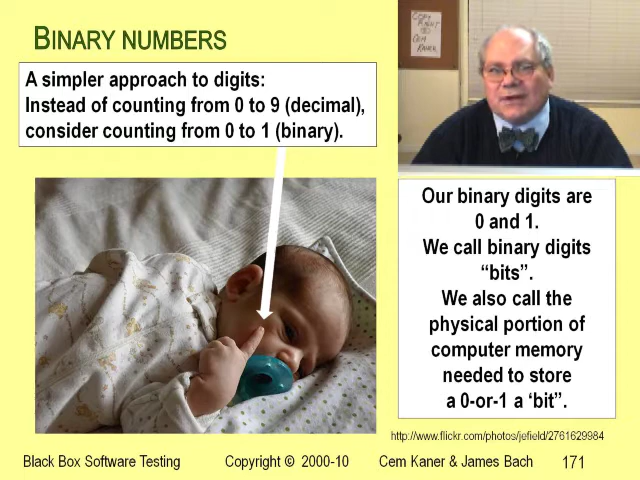 BINARY NUMBERS
A simpler approach to digits:
Instead of counting from 0 to 9 (decimal),
consider counting from 0 to 1 (binary).
Our binary digits are
0 and 1.
We call binary digits
“bits”.
We also call the
physical portion of
computer memory
needed to store
a 0-or-1 a ‘bit”.
http://www.flickr.com/photos/jefield/2761629984
Black Box Software Testing Copyright © 2000-10 Cem Kaner & James Bach 171